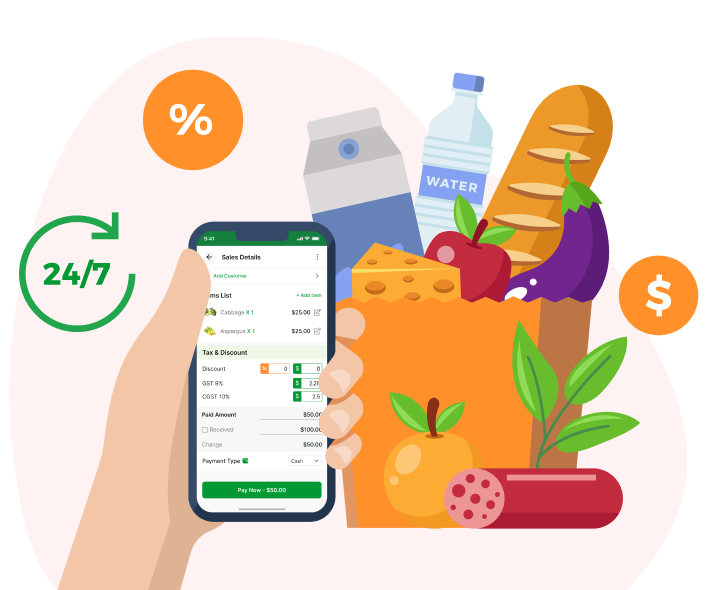 %
24/7
WATER
$
9:41
Sales Details
Add Customer
ms List + Add Item
Cabbage X 1 $25.00
Aspergus X 1 $25.00
Tax & Discount
Discount % 0 $ 0
GST 9% $ 2.25
CGST 10% $ 2.5
Paid Amount $50.00
Received $100.00
Change $50.00
Payment Type Cash
Pay Now - $50.00